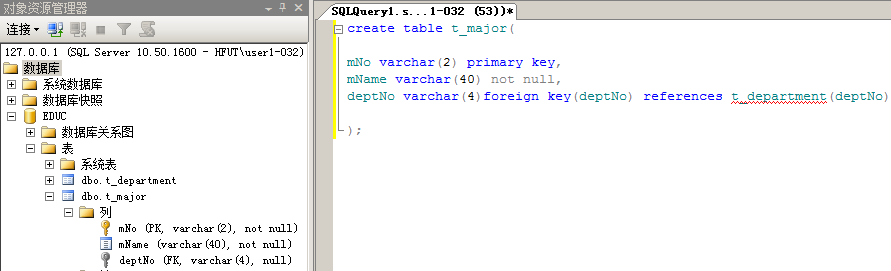 对象资源管理器
连接
127.0.0.1 (SQL Server 10.50.1600 - HFUT\user1-032)
数据库
系统数据库
数据库快照
EDUC
数据库关系图
表
系统表
dbo.t_department
dbo.t_major
列
mNo (PK, varchar(2), not null)
mName (varchar(40), not null)
deptNo (FK, varchar(4), null)
SQLQuery1.s...1-032 (53))*
create table t_major(
mNo varchar(2) primary key,
mName varchar(40) not null,
deptNo varchar(4)foreign key(deptNo) references t_department(deptNo)
);